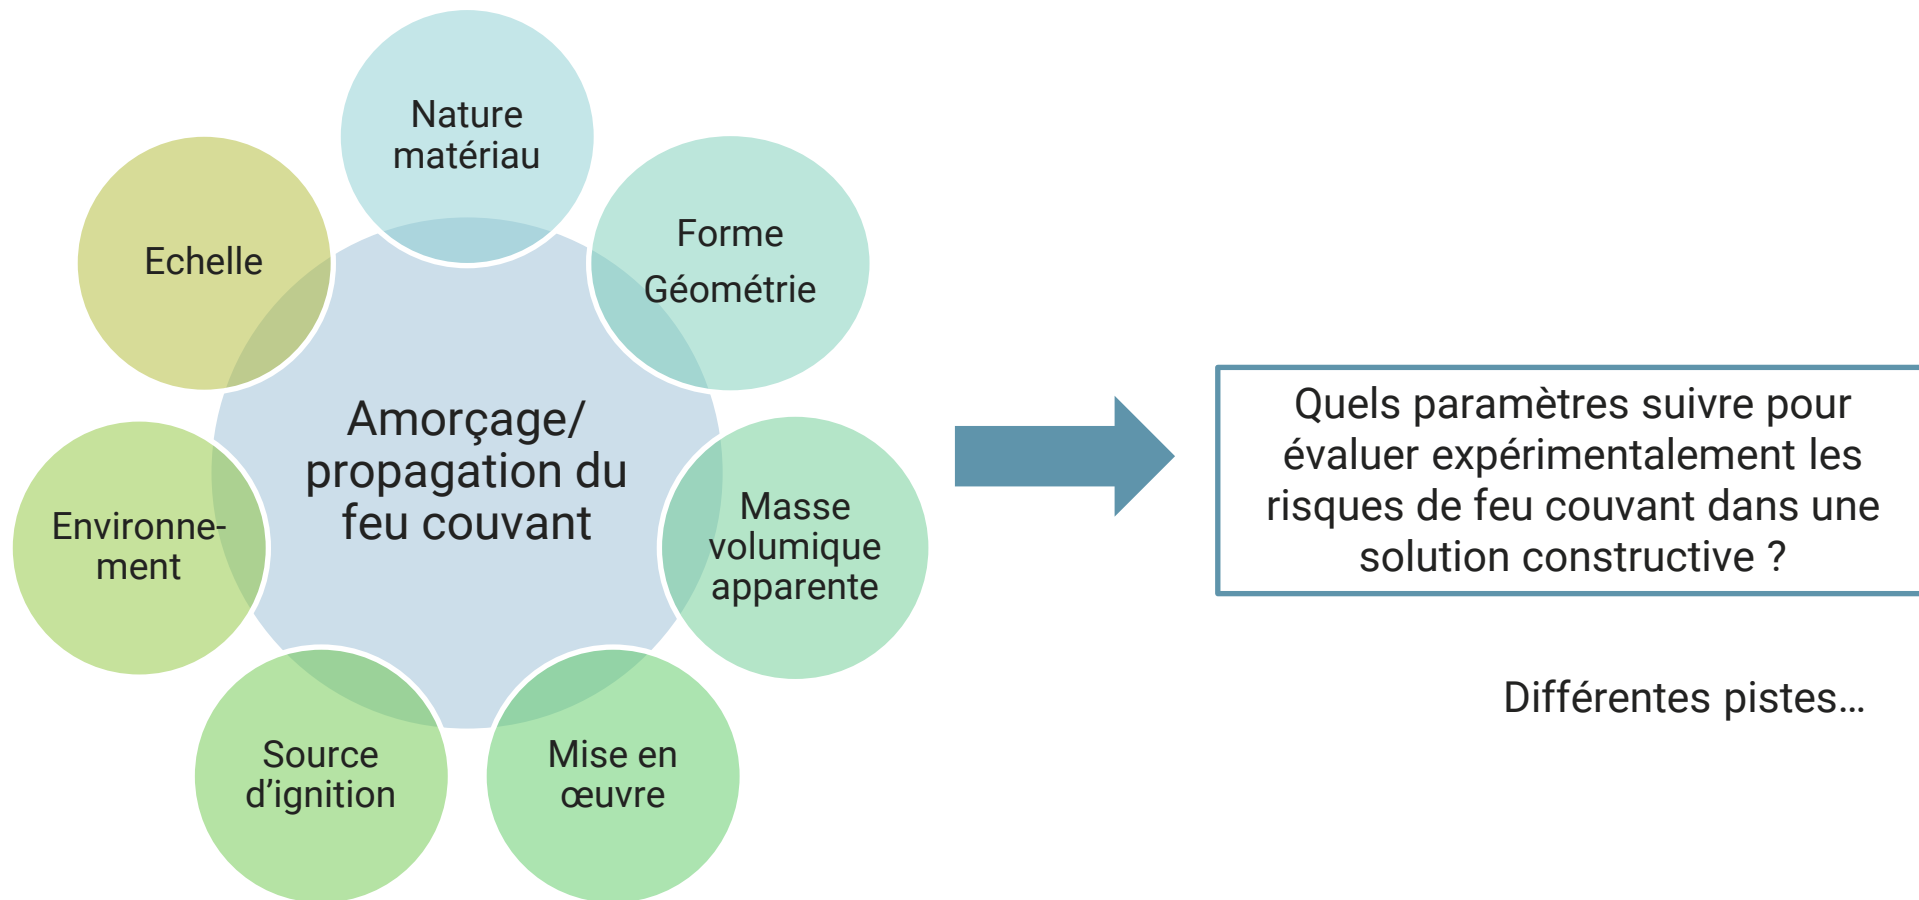 Nature
matériau
Forme
Géométrie
Masse
volumique
apparente
Mise en
œuvre
Source
d’ignition
Environne-
ment
Echelle
Amorçage/
propagation du
feu couvant
Quels paramètres suivre pour
évaluer expérimentalement les
risques de feu couvant dans une
solution constructive ?
Différentes pistes…